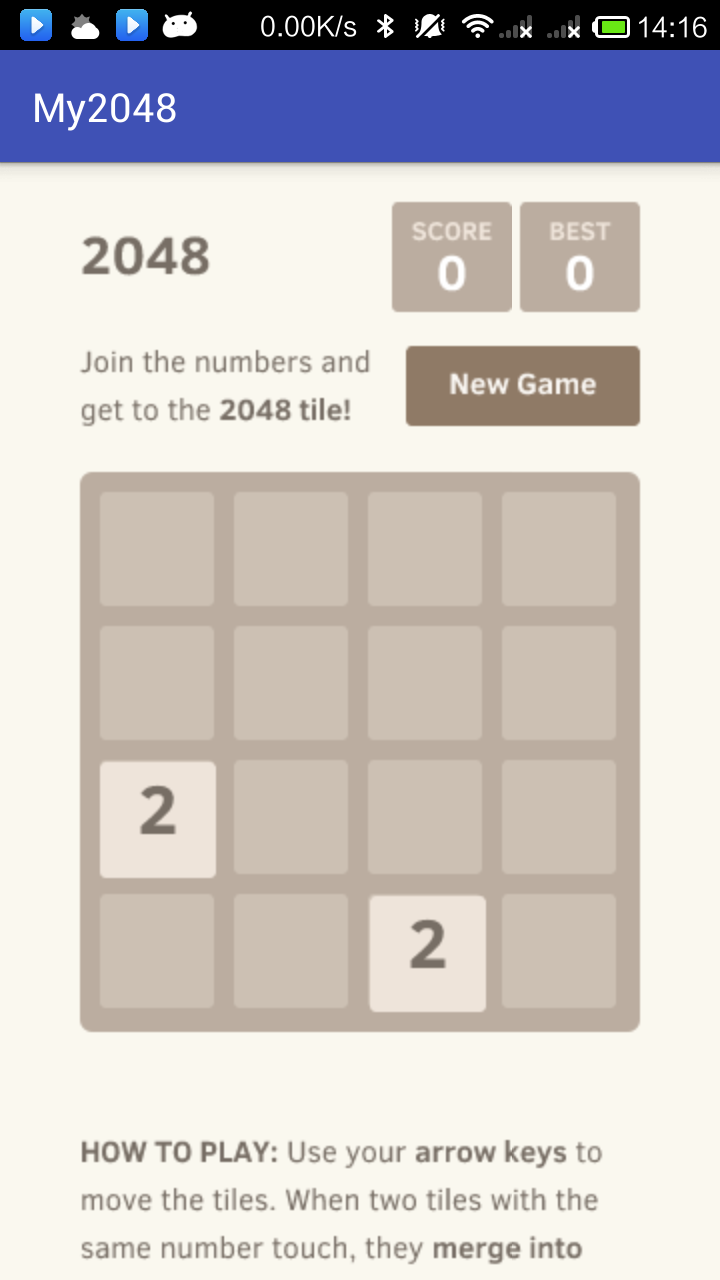 0.00K/s 14:16
My2048
2048
SCORE
0
BEST
0
Join the numbers and
get to the 2048 tile!
New Game
2
2
HOW TO PLAY: Use your arrow keys to
move the tiles. When two tiles with the
same number touch, they merge into